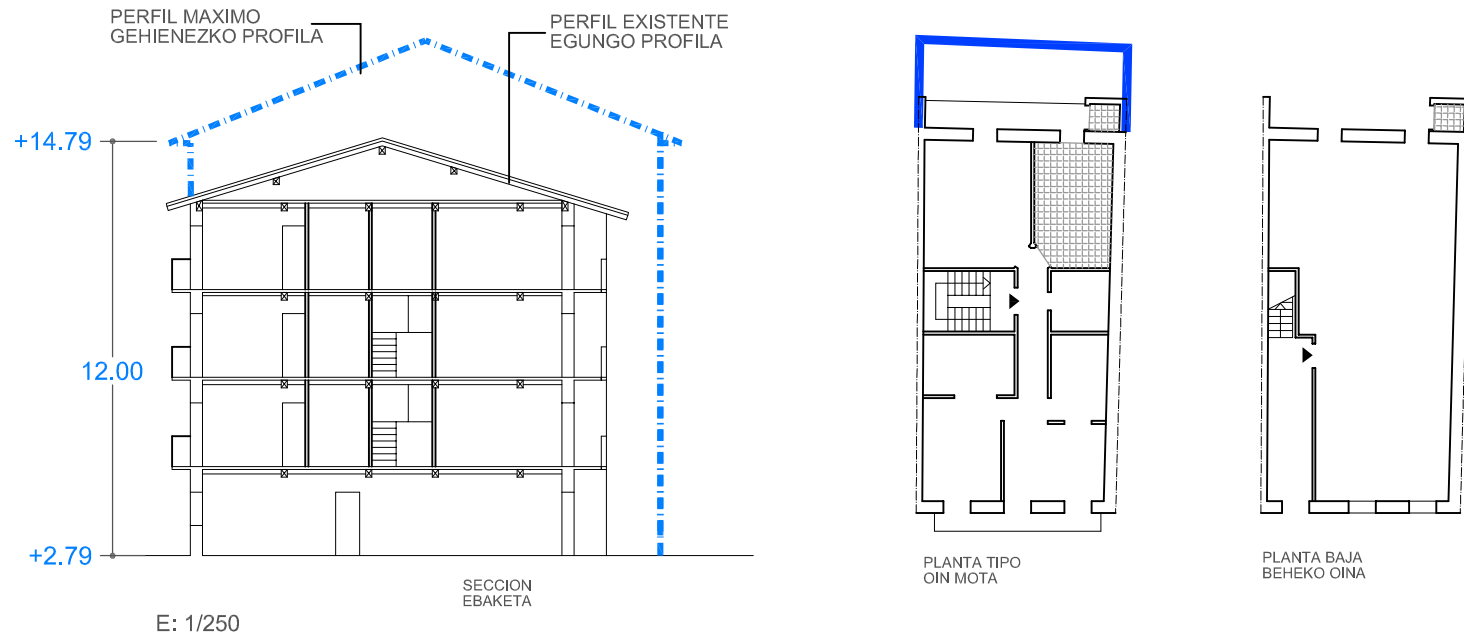 PERFIL MAXIMO
GEHIENEZKO PROFILA
PERFIL EXISTENTE
EGUNGO PROFILA
+14.79
12.00
+2.79
SECCION
EBAKETA
E: 1/250
PLANTA TIPO
OIN MOTA
PLANTA BAJA
BEHEKO OINA